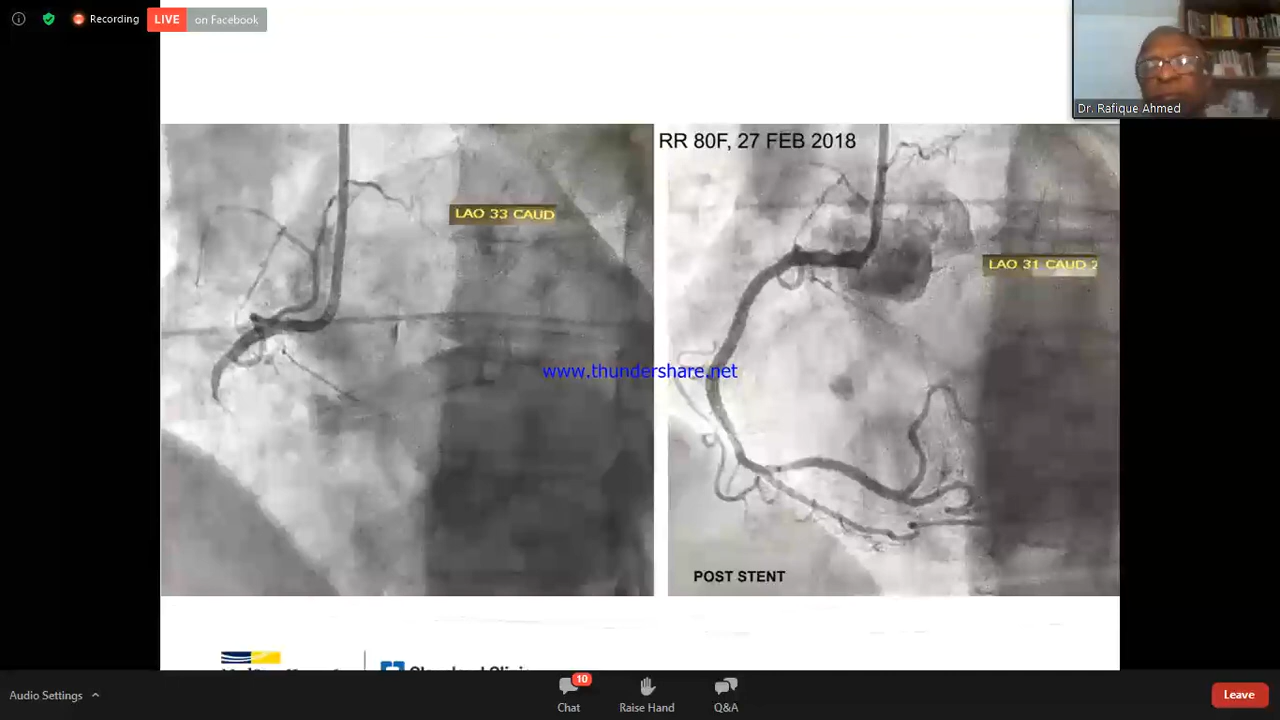 Recording
LIVE on Facebook
Dr. Rafique Ahmed
RR 80F, 27 FEB 2018
LAO 33 CAUD
LAO 31 CAUD 2
www.thundershare.net
POST STENT
Audio Settings
10
Chat
Raise Hand
Q&A
Leave